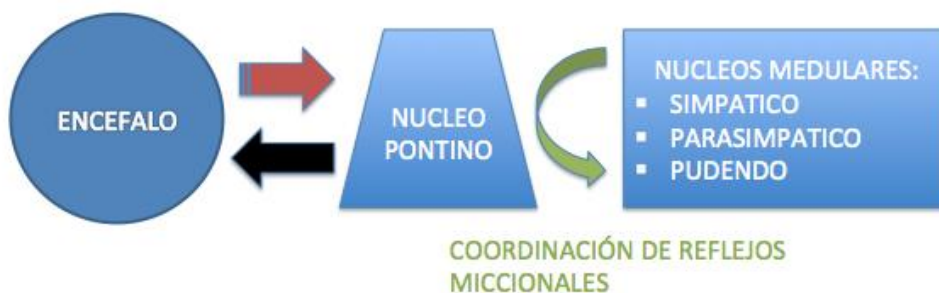 ENCEFALO
NUCLEO
PONTINO
NUCLEOS MEDULARES:
▪ SIMPATICO
▪ PARASIMPATICO
▪ PUDENDO
COORDINACIÓN DE REFLEJOS
MICCIONALES